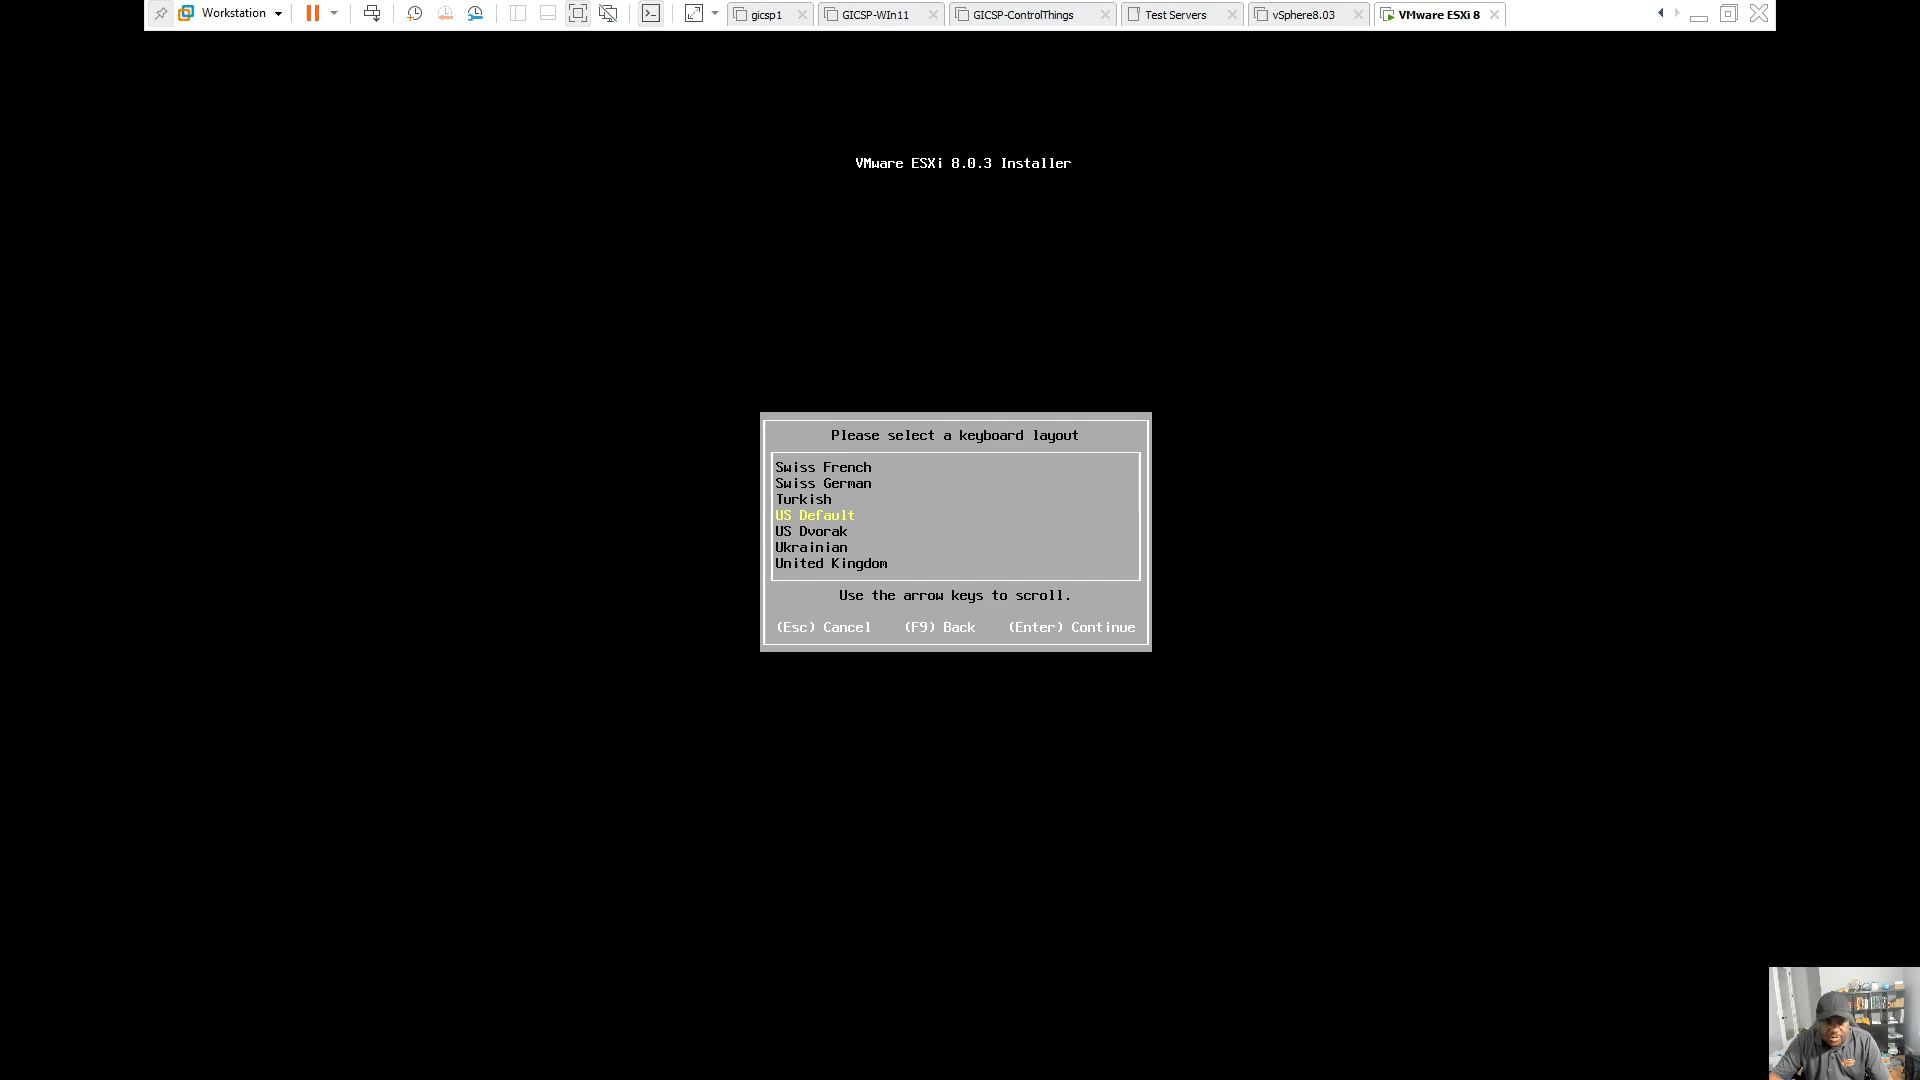 Workstation gicsp1 GICSP-WIn11 GICSP-ControlThings Test Servers vSphere8.03 VMware ESXi 8
VMware ESXi 8.0.3 Installer
Please select a keyboard layout
Swiss French
Swiss German
Turkish
US Default
US Dvorak
Ukrainian
United Kingdom
Use the arrow keys to scroll.
(Esc) Cancel (F9) Back (Enter) Continue